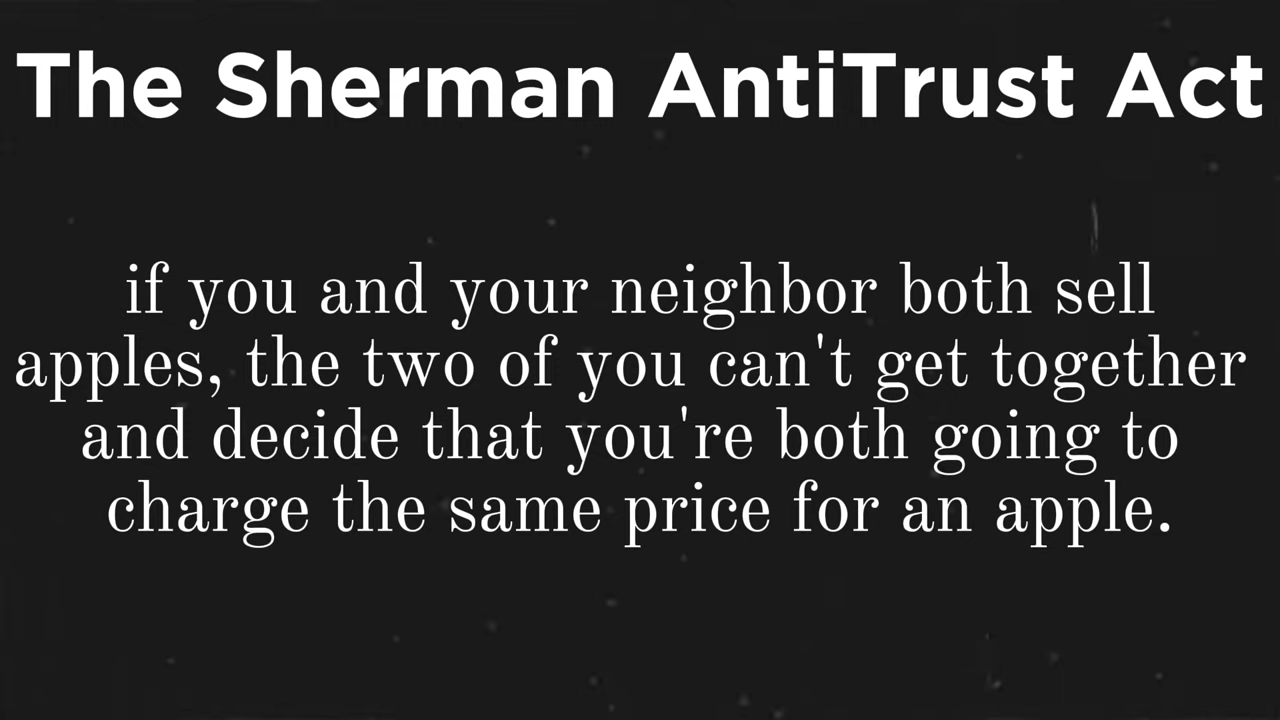 The Sherman AntiTrust Act
if you and your neighbor both sell
apples, the two of you can't get together
and decide that you're both going to
charge the same price for an apple.